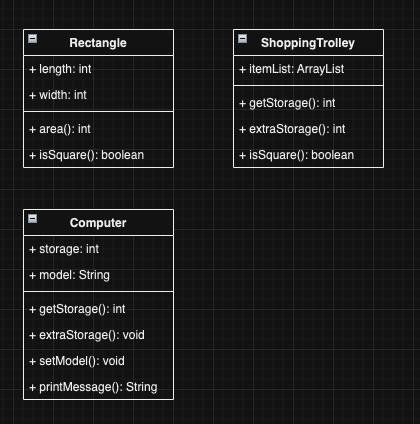 Rectangle
+ length: int
+ width: int
+ area(): int
+ isSquare(): boolean
ShoppingTrolley
+ itemList: ArrayList
+ getStorage(): int
+ extraStorage(): int
+ isSquare(): boolean
Computer
+ storage: int
+ model: String
+ getStorage(): int
+ extraStorage(): void
+ setModel(): void
+ printMessage(): String